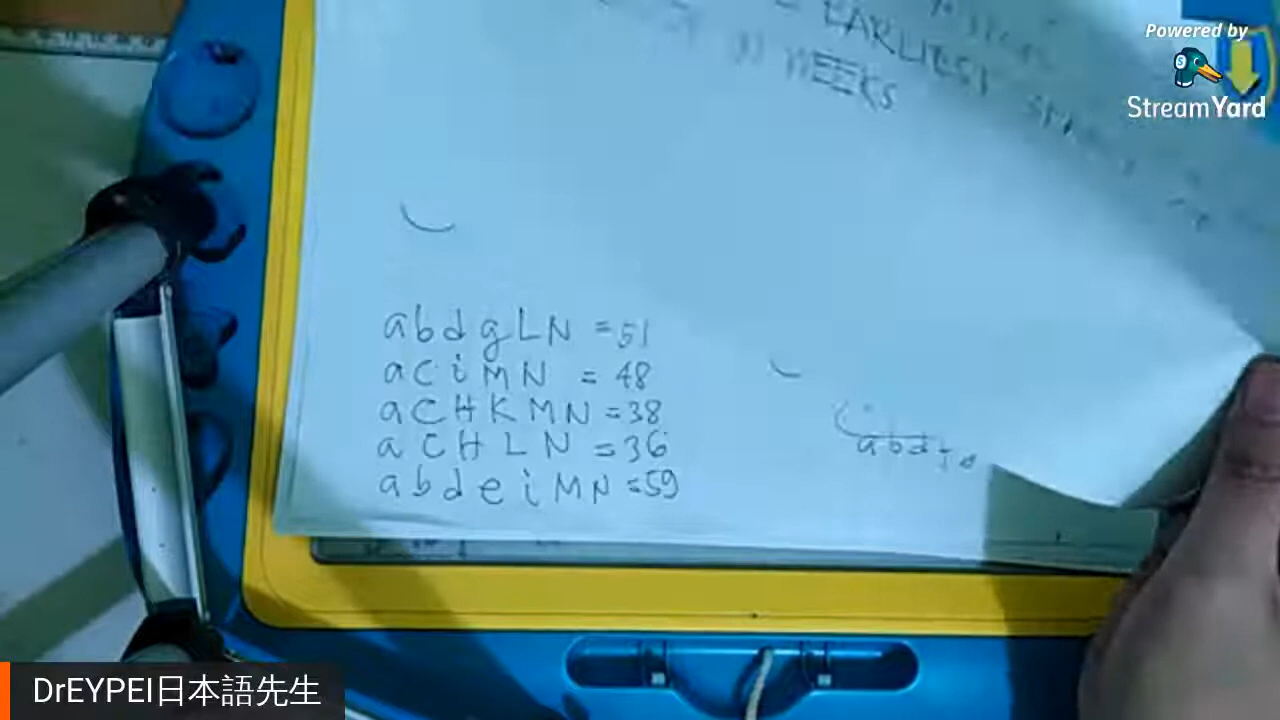 Powered by
StreamYard
EARLIEST
WEEKS
abdgLN = 51
aciMN = 48
aCHKMN = 38
aCHLN = 36
abdeiMN = 59
DrEYPEI日本語先生